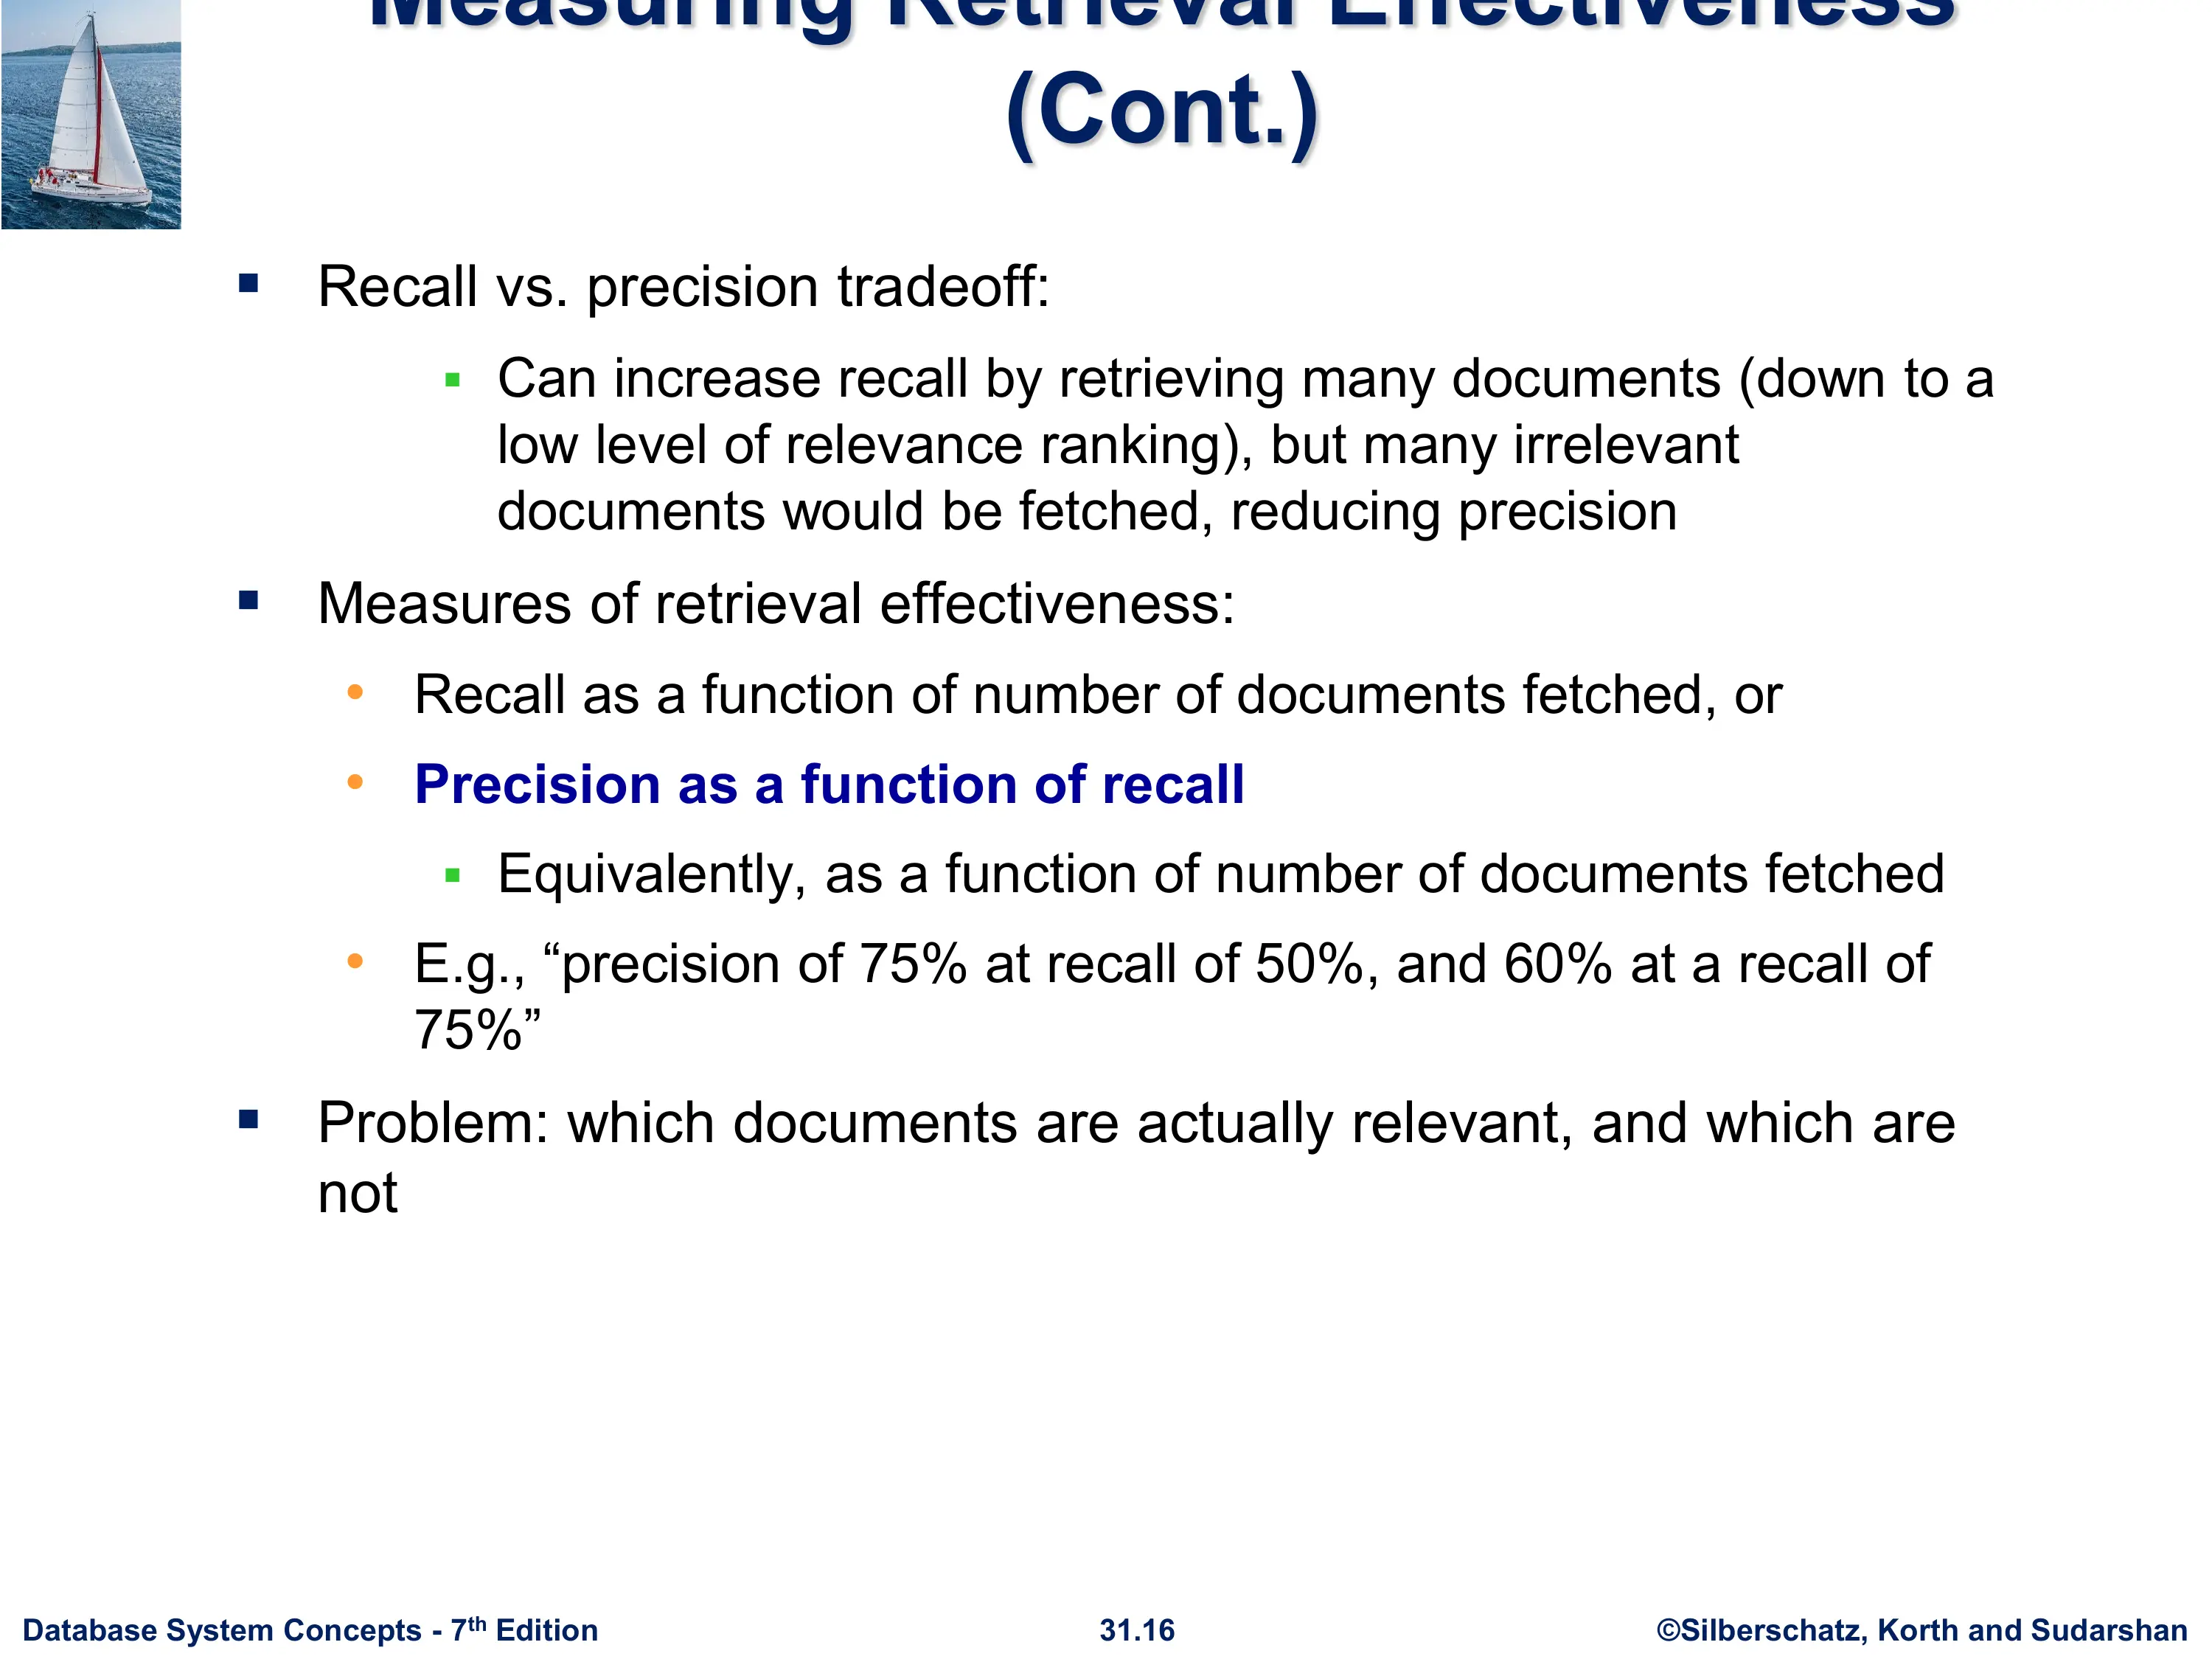 Measuring Retrieval Effectiveness
(Cont.)
▪ Recall vs. precision tradeoff:
▪ Can increase recall by retrieving many documents (down to a
low level of relevance ranking), but many irrelevant
documents would be fetched, reducing precision
▪ Measures of retrieval effectiveness:
• Recall as a function of number of documents fetched, or
• Precision as a function of recall
▪ Equivalently, as a function of number of documents fetched
• E.g., “precision of 75% at recall of 50%, and 60% at a recall of
75%”
▪ Problem: which documents are actually relevant, and which are
not
Database System Concepts - 7th Edition
31.16
©Silberschatz, Korth and Sudarshan